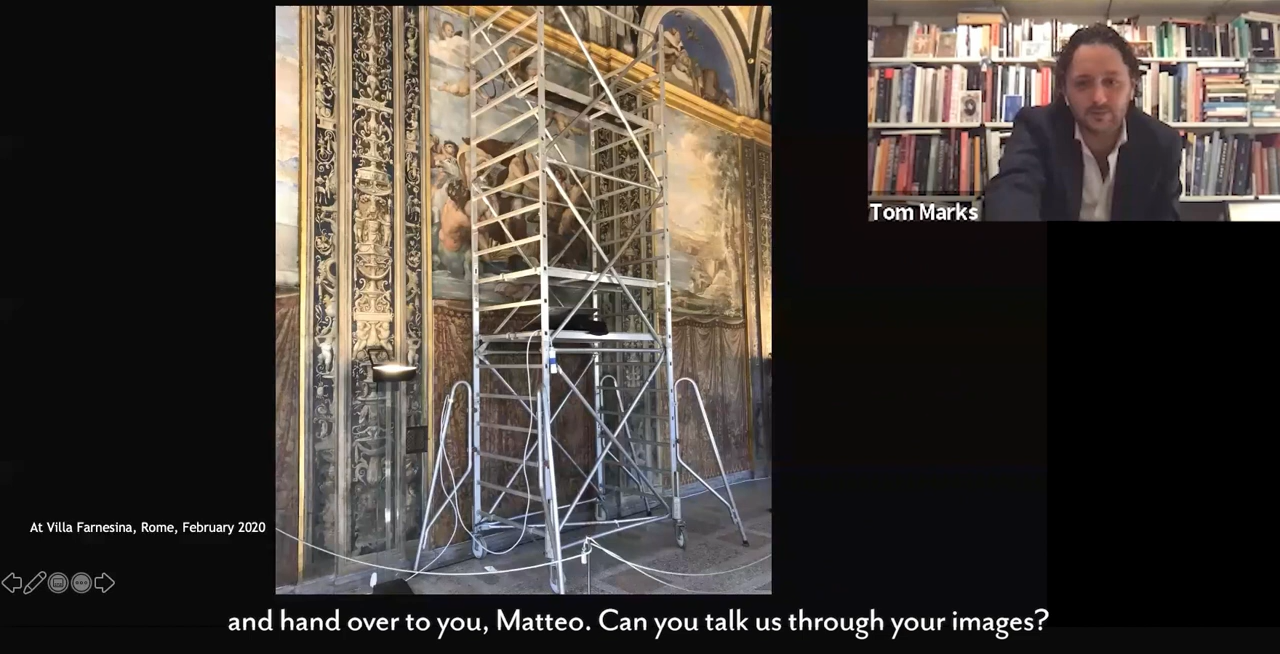 Tom Marks
At Villa Farnesina, Rome, February 2020
and hand over to you, Matteo. Can you talk us through your images?